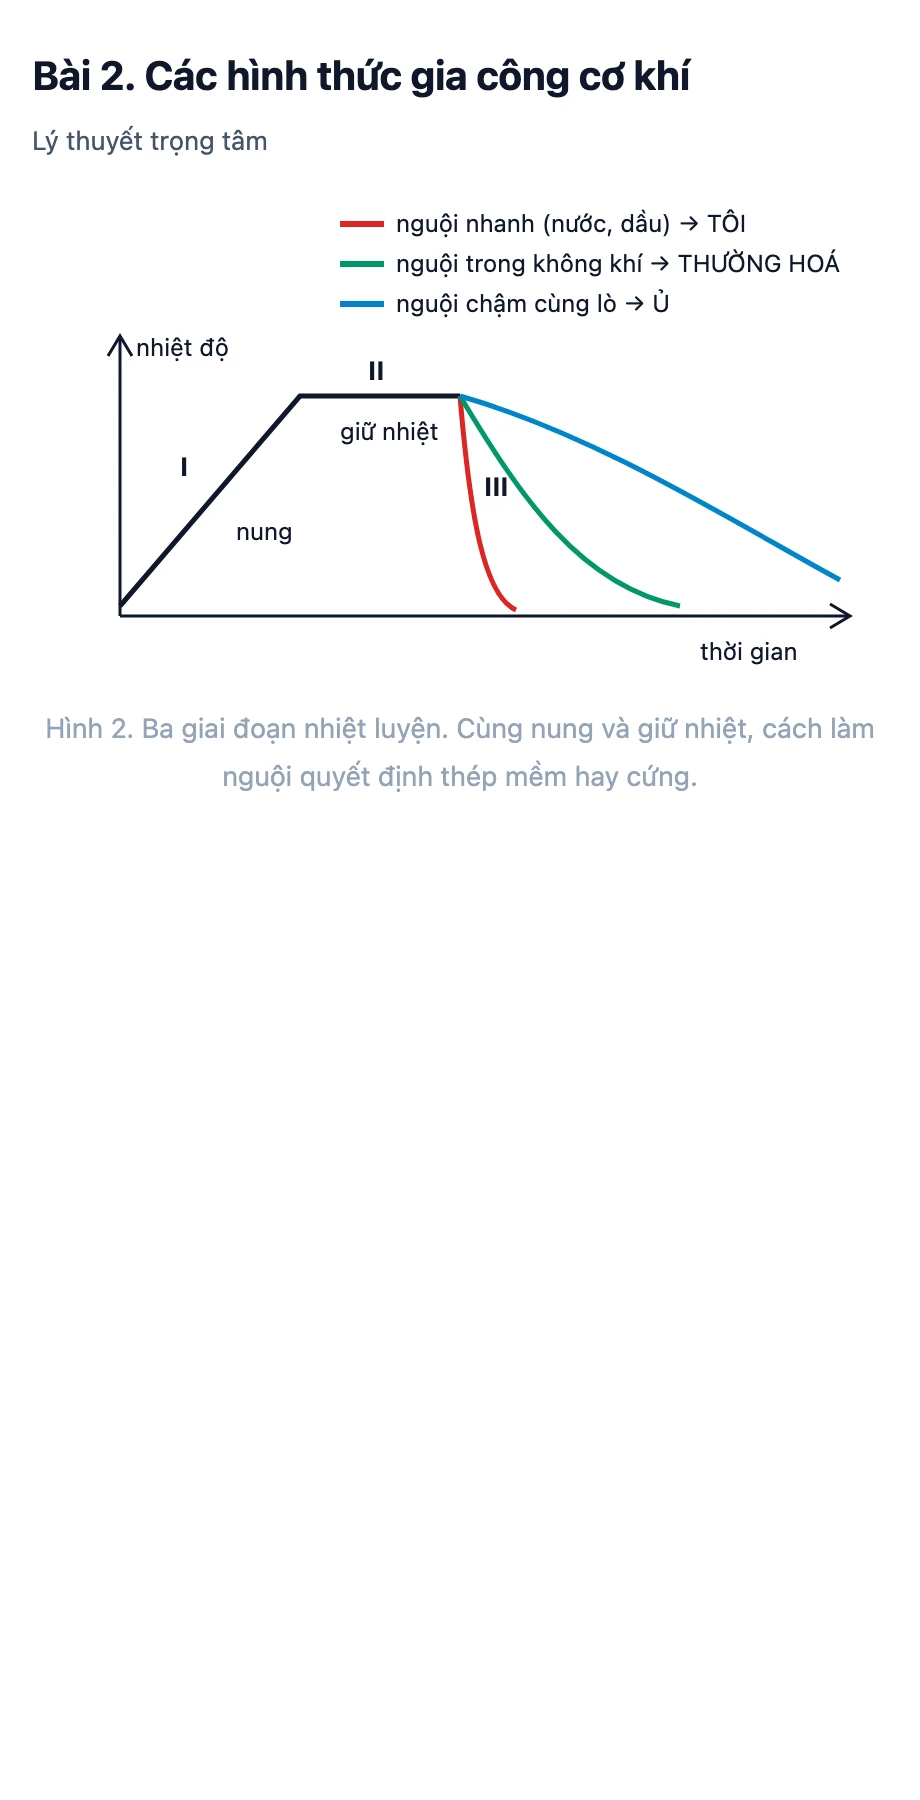 Bài 2. Các hình thức gia công cơ khí
Lý thuyết trọng tâm
nguội nhanh (nước, dầu) → TÔI
nguội trong không khí → THƯỜNG HOÁ
nguội chậm cùng lò → Ủ
nhiệt độ
II
giữ nhiệt
I
III
nung
thời gian
Hình 2. Ba giai đoạn nhiệt luyện. Cùng nung và giữ nhiệt, cách làm
nguội quyết định thép mềm hay cứng.